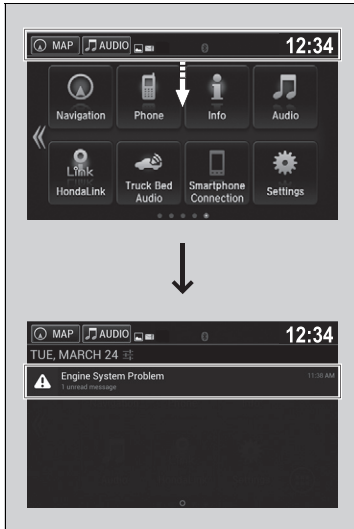 MAP AUDIO 12:34
Navigation Phone Info Audio
Link
HondaLink Truck Bed Audio Smartphone Connection Settings
MAP AUDIO 12:34
TUE, MARCH 24
Engine System Problem 11:38 AM
1 unread message